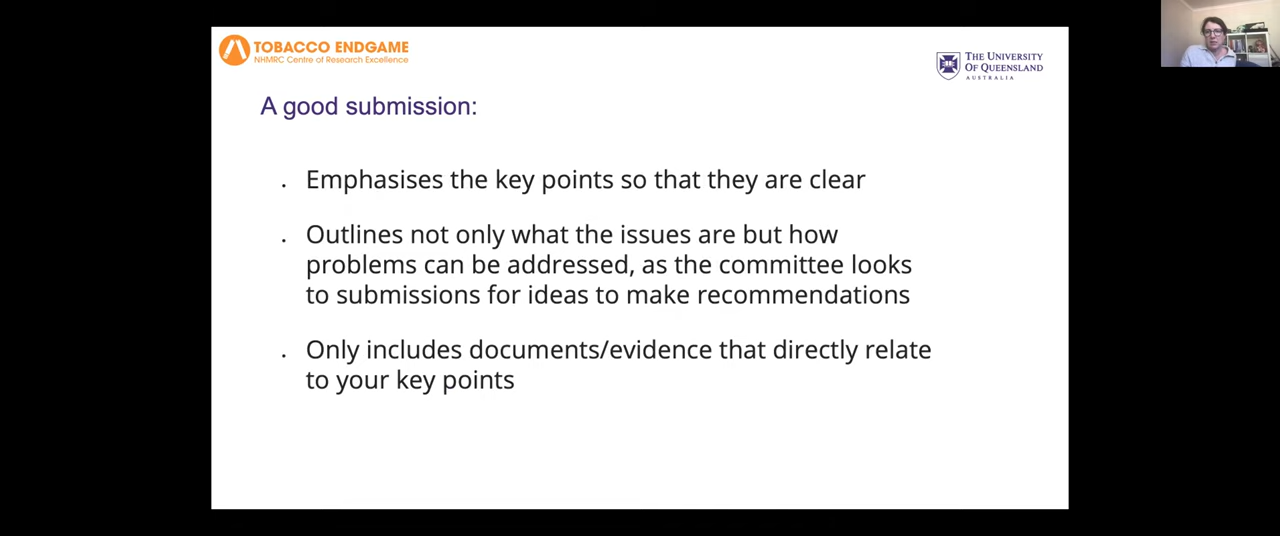 TOBACCO ENDGAME
NHMRC Centre of Research Excellence
THE UNIVERSITY
OF QUEENSLAND
AUSTRALIA
A good submission:
. Emphasises the key points so that they are clear
. Outlines not only what the issues are but how
problems can be addressed, as the committee looks
to submissions for ideas to make recommendations
. Only includes documents/evidence that directly relate
to your key points